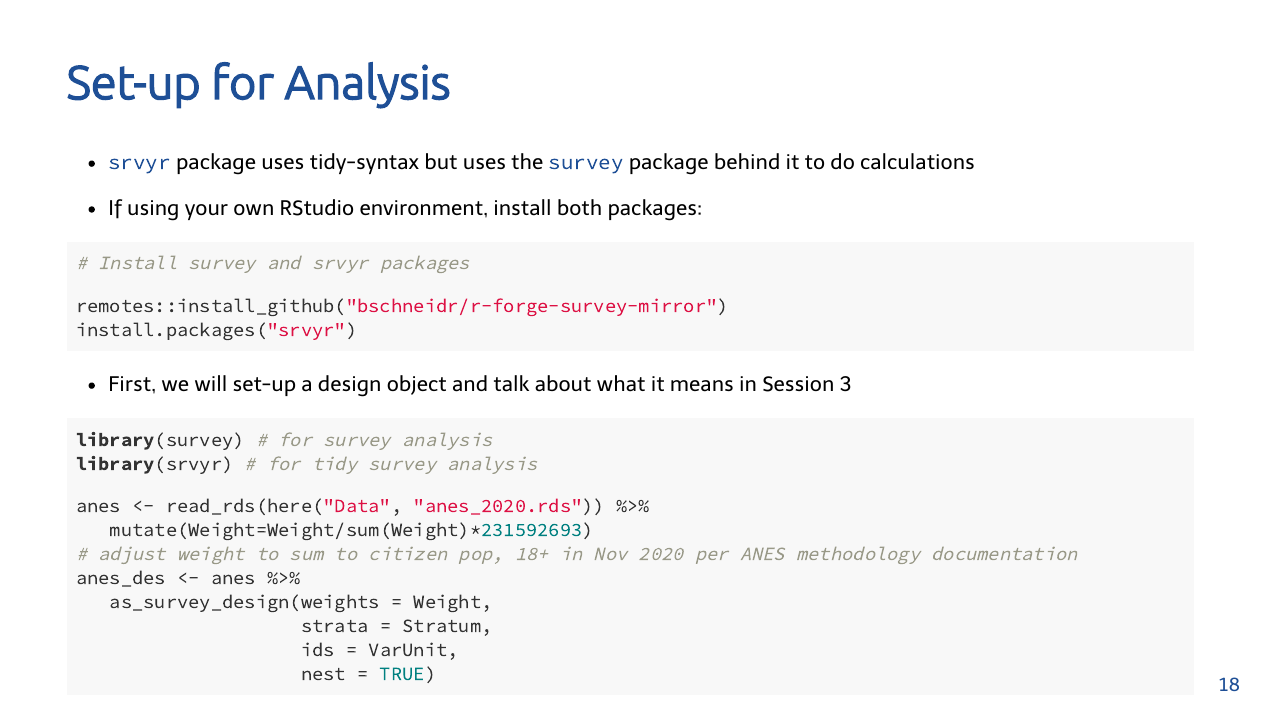 Set-up for Analysis
• srvyr package uses tidy-syntax but uses the survey package behind it to do calculations
• If using your own RStudio environment, install both packages:
# Install survey and srvyr packages
remotes::install_github("bschneidr/r-forge-survey-mirror")
install.packages("srvyr")
• First, we will set-up a design object and talk about what it means in Session 3
library(survey) # for survey analysis
library(srvyr) # for tidy survey analysis
anes <- read_rds(here("Data", "anes_2020.rds")) %>%
   mutate(Weight=Weight/sum(Weight)*231592693)
# adjust weight to sum to citizen pop, 18+ in Nov 2020 per ANES methodology documentation
anes_des <- anes %>%
   as_survey_design(weights = Weight,
                    strata = Stratum,
                    ids = VarUnit,
                    nest = TRUE)
18